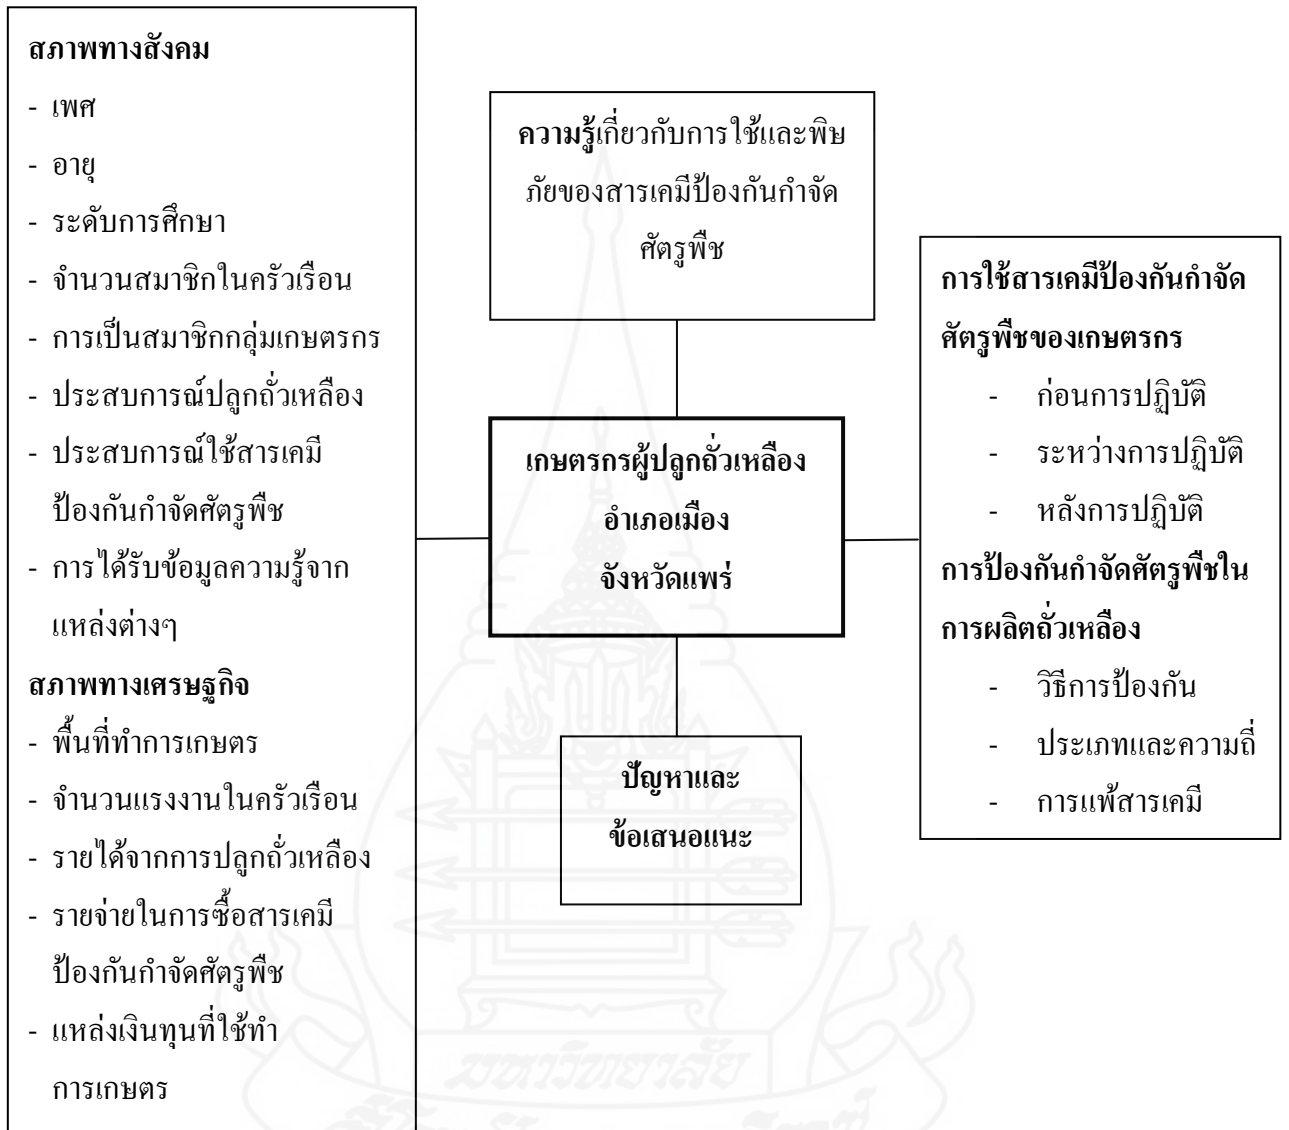 สภาพทางสังคม
- เพศ
- อายุ
- ระดับการศึกษา
- จำนวนสมาชิกในครัวเรือน
- การเป็นสมาชิกกลุ่มเกษตรกร
- ประสบการณ์ปลูกถั่วเหลือง
- ประสบการณ์ใช้สารเคมี
ป้องกันกำจัดศัตรูพืช
- การได้รับข้อมูลความรู้จาก
แหล่งต่างๆ
สภาพทางเศรษฐกิจ
- พื้นที่ทำการเกษตร
- จำนวนแรงงานในครัวเรือน
- รายได้จากการปลูกถั่วเหลือง
- รายจ่ายในการซื้อสารเคมี
ป้องกันกำจัดศัตรูพืช
- แหล่งเงินทุนที่ใช้ทำ
การเกษตร
ความรู้เกี่ยวกับการใช้และพิษ
ภัยของสารเคมีป้องกันกำจัด
ศัตรูพืช
เกษตรกรผู้ปลูกถั่วเหลือง
อำเภอเมือง
จังหวัดแพร่
ปัญหาและ
ข้อเสนอแนะ
การใช้สารเคมีป้องกันกำจัด
ศัตรูพืชของเกษตรกร
- ก่อนการปฏิบัติ
- ระหว่างการปฏิบัติ
- หลังการปฏิบัติ
การป้องกันกำจัดศัตรูพืชใน
การผลิตถั่วเหลือง
- วิธีการป้องกัน
- ประเภทและความถี่
- การแพ้สารเคมี
มหาวิทยาลัย